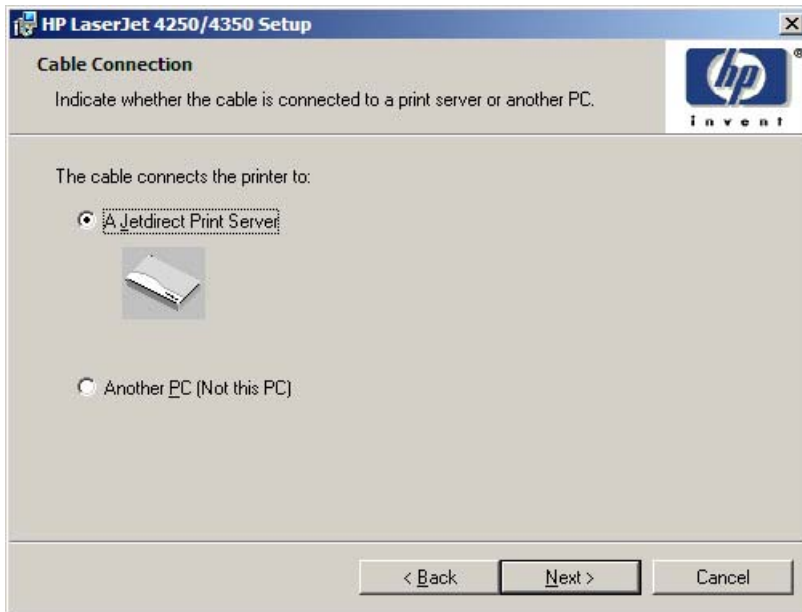 HP LaserJet 4250/4350 Setup
Cable Connection
Indicate whether the cable is connected to a print server or another PC.
hp
®
invent
The cable connects the printer to:
A Jetdirect Print Server
Another PC (Not this PC)
< Back
Next >
Cancel